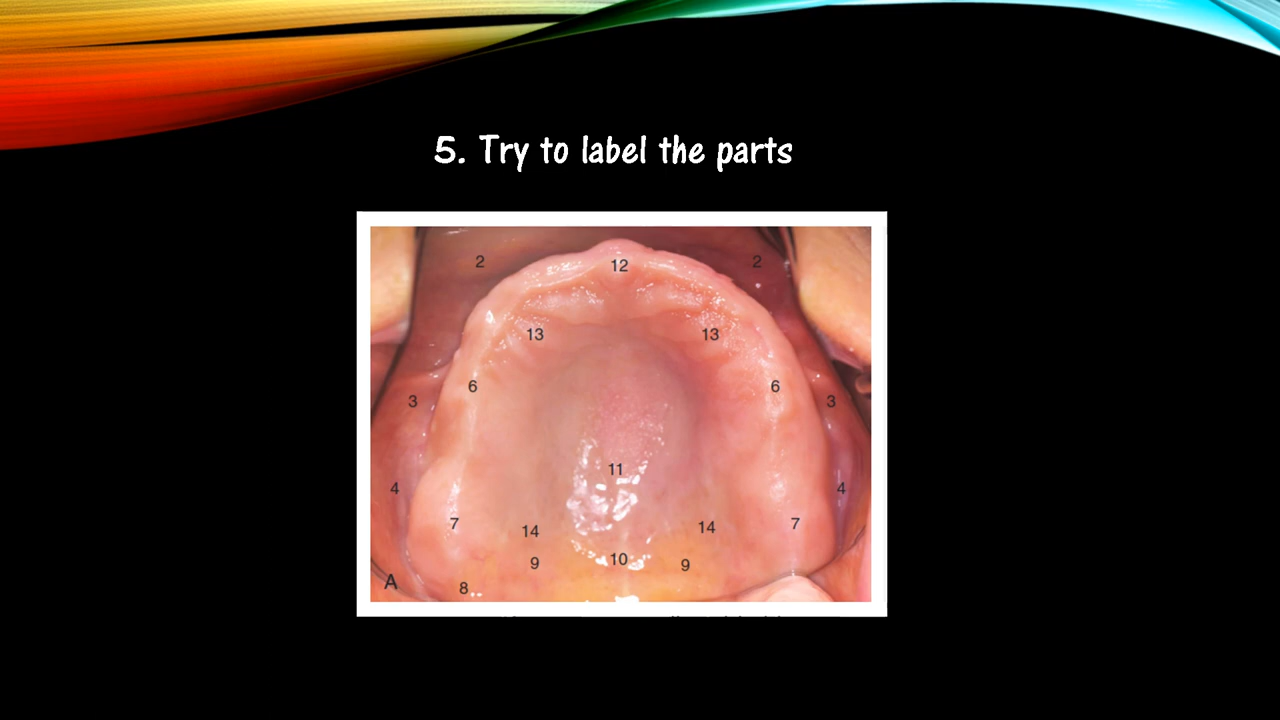 5. Try to label the parts
2 12 2
13 13
6 6
3 3
11
4 4
7 14 14 7
9 10 9
A 8